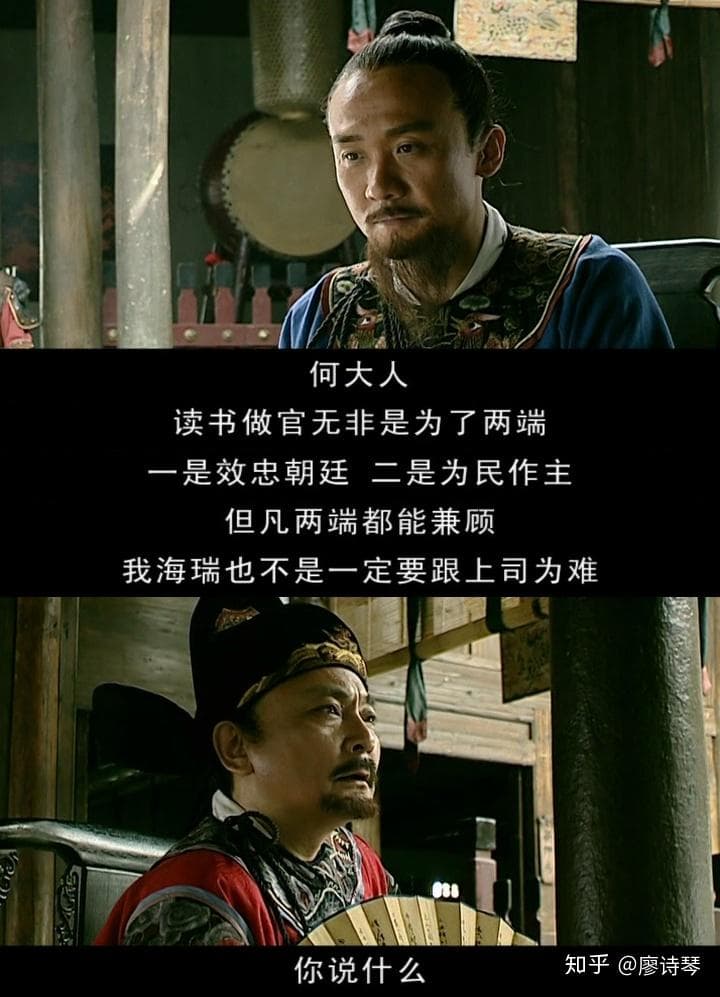 何大人
读书做官无非是为了两端
一是效忠朝廷 二是为民作主
但凡两端都能兼顾
我海瑞也不是一定要跟上司为难
你说什么
知乎 @廖诗琴